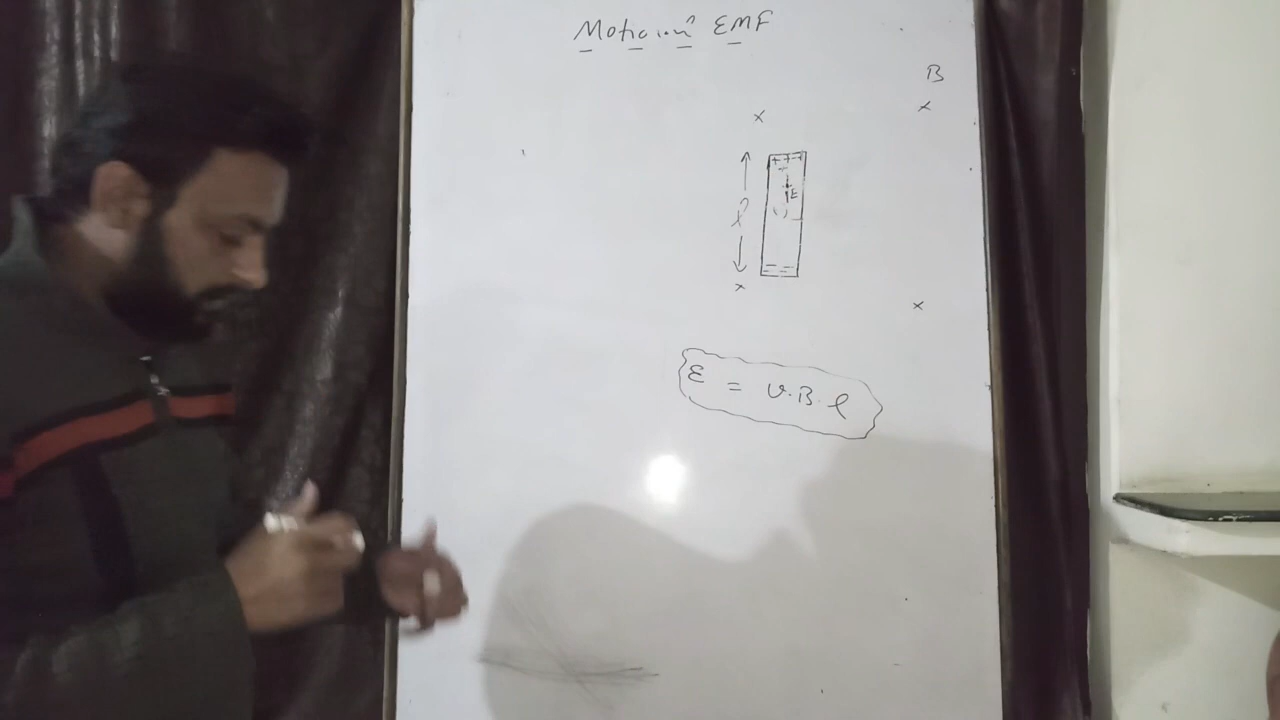 Motional EMF
B
x
x
+ + +
E
l
- - -
x
x
ε = v.B.l